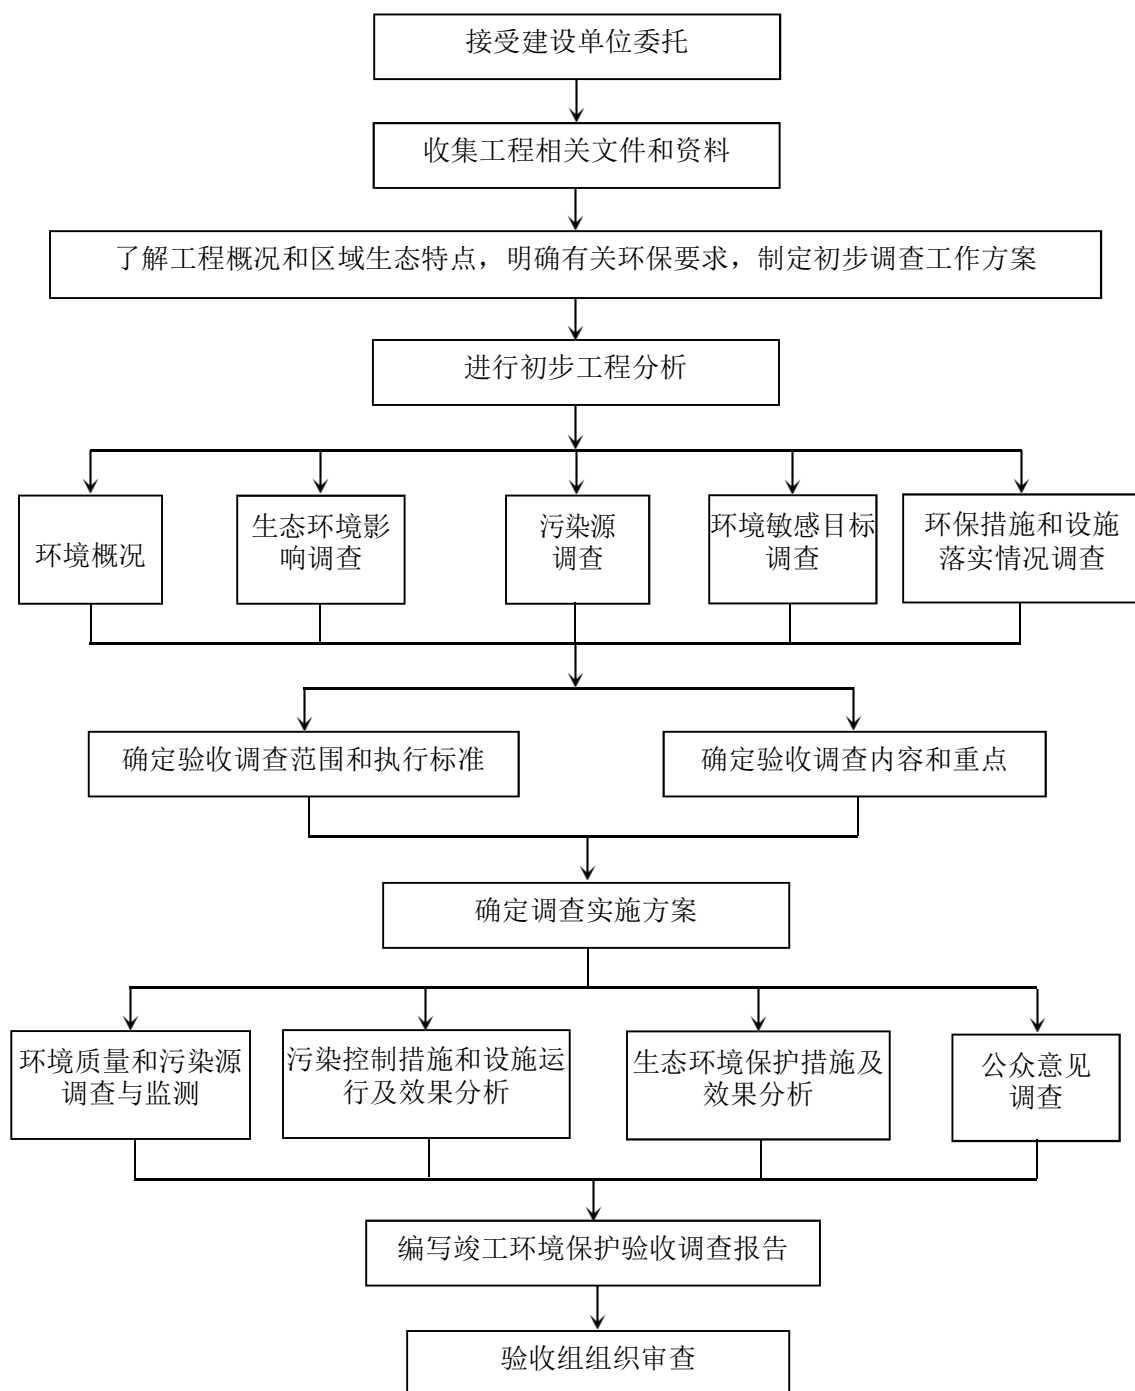 接受建设单位委托
收集工程相关文件和资料
了解工程概况和区域生态特点，明确有关环保要求，制定初步调查工作方案
进行初步工程分析
环境概况
生态环境影
响调查
污染源
调查
环境敏感目标
调查
环保措施和设施
落实情况调查
确定验收调查范围和执行标准
确定验收调查内容和重点
确定调查实施方案
环境质量和污染源
调查与监测
污染控制措施和设施运
行及效果分析
生态环境保护措施及
效果分析
公众意见
调查
编写竣工环境保护验收调查报告
验收组组织审查